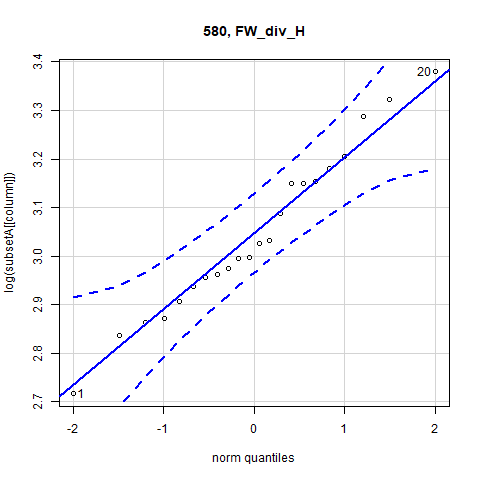 580, FW_div_H
log(subsetA[[column]])
3.4
3.3
3.2
3.1
3.0
2.9
2.8
2.7
20
1
-2 -1 0 1 2
norm quantiles